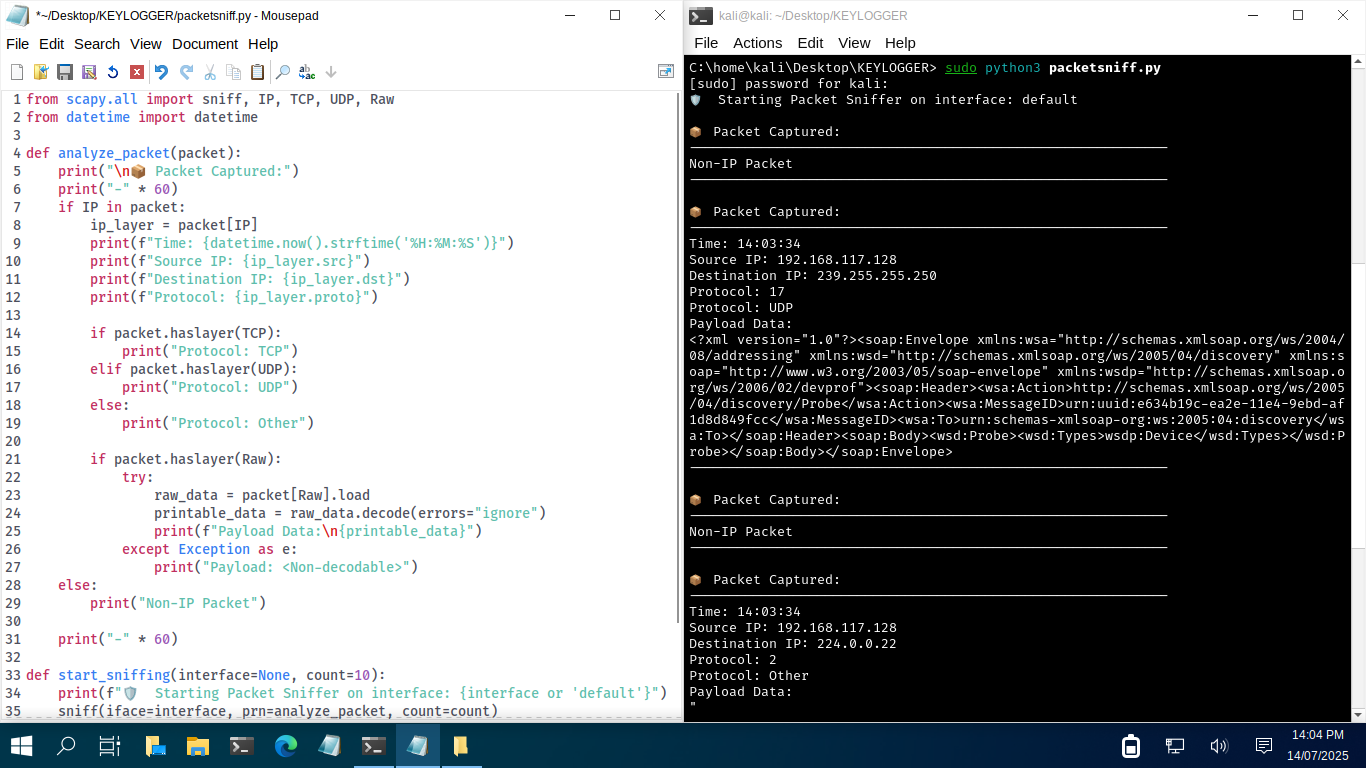 *~/Desktop/KEYLOGGER/packetsniff.py - Mousepad
File Edit Search View Document Help
1 from scapy.all import sniff, IP, TCP, UDP, Raw
2 from datetime import datetime
3
4 def analyze_packet(packet):
5     print("\n📦 Packet Captured:")
6     print("-" * 60)
7     if IP in packet:
8         ip_layer = packet[IP]
9         print(f"Time: {datetime.now().strftime('%H:%M:%S')}")
10         print(f"Source IP: {ip_layer.src}")
11         print(f"Destination IP: {ip_layer.dst}")
12         print(f"Protocol: {ip_layer.proto}")
13
14         if packet.haslayer(TCP):
15             print("Protocol: TCP")
16         elif packet.haslayer(UDP):
17             print("Protocol: UDP")
18         else:
19             print("Protocol: Other")
20
21         if packet.haslayer(Raw):
22             try:
23                 raw_data = packet[Raw].load
24                 printable_data = raw_data.decode(errors="ignore")
25                 print(f"Payload Data:\n{printable_data}")
26             except Exception as e:
27                 print("Payload: <Non-decodable>")
28     else:
29         print("Non-IP Packet")
30
31     print("-" * 60)
32
33 def start_sniffing(interface=None, count=10):
34     print(f"🛡️  Starting Packet Sniffer on interface: {interface or 'default'}")
35     sniff(iface=interface, prn=analyze_packet, count=count)
kali@kali: ~/Desktop/KEYLOGGER
File Actions Edit View Help
C:\home\kali\Desktop\KEYLOGGER> sudo python3 packetsniff.py
[sudo] password for kali:
🛡️  Starting Packet Sniffer on interface: default
📦 Packet Captured:
------------------------------------------------------------
Non-IP Packet
------------------------------------------------------------
📦 Packet Captured:
------------------------------------------------------------
Time: 14:03:34
Source IP: 192.168.117.128
Destination IP: 239.255.255.250
Protocol: 17
Protocol: UDP
Payload Data:
<?xml version="1.0"?><soap:Envelope xmlns:wsa="http://schemas.xmlsoap.org/ws/2004/
08/addressing" xmlns:wsd="http://schemas.xmlsoap.org/ws/2005/04/discovery" xmlns:s
oap="http://www.w3.org/2003/05/soap-envelope" xmlns:wsdp="http://schemas.xmlsoap.o
rg/ws/2006/02/devprof"><soap:Header><wsa:Action>http://schemas.xmlsoap.org/ws/2005
/04/discovery/Probe</wsa:Action><wsa:MessageID>urn:uuid:e634b19c-ea2e-11e4-9ebd-af
1d8d849fcc</wsa:MessageID><wsa:To>urn:schemas-xmlsoap-org:ws:2005:04:discovery</ws
a:To></soap:Header><soap:Body><wsd:Probe><wsd:Types>wsdp:Device</wsd:Types></wsd:P
robe></soap:Body></soap:Envelope>
------------------------------------------------------------
📦 Packet Captured:
------------------------------------------------------------
Non-IP Packet
------------------------------------------------------------
📦 Packet Captured:
------------------------------------------------------------
Time: 14:03:34
Source IP: 192.168.117.128
Destination IP: 224.0.0.22
Protocol: 2
Protocol: Other
Payload Data:
"
14:04 PM
14/07/2025